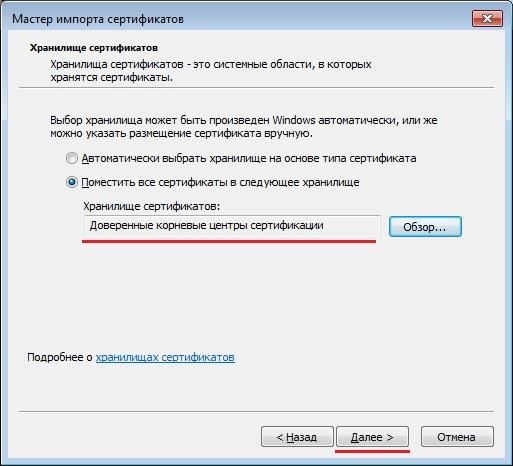 Мастер импорта сертификатов
Хранилище сертификатов
Хранилища сертификатов - это системные области, в которых
хранятся сертификаты.
Выбор хранилища может быть произведен Windows автоматически, или же
можно указать размещение сертификата вручную.
Автоматически выбрать хранилище на основе типа сертификата
Поместить все сертификаты в следующее хранилище
Хранилище сертификатов:
Доверенные корневые центры сертификации
Обзор...
Подробнее о хранилищах сертификатов
< Назад
Далее >
Отмена